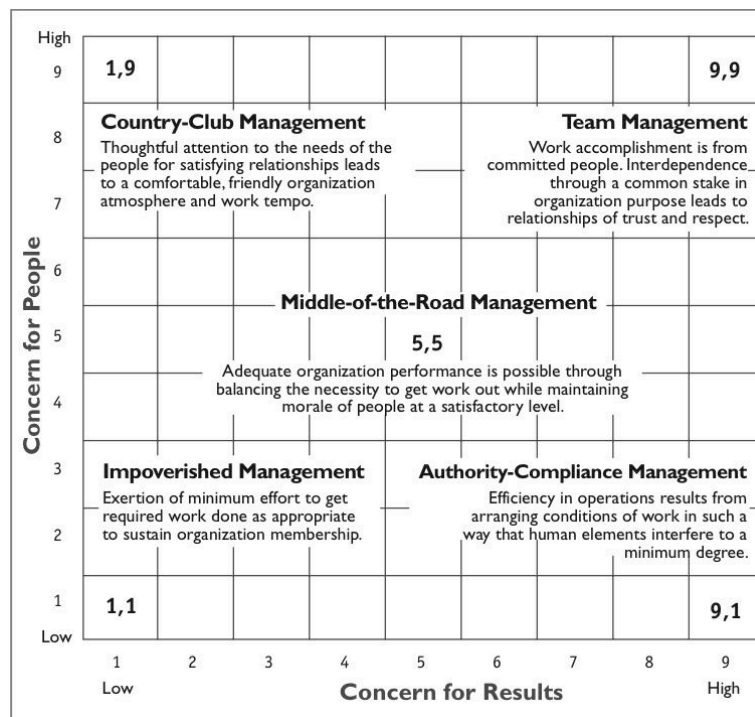 High
9
1,9
9,9
Country-Club Management
Thoughtful attention to the needs of the
people for satisfying relationships leads
to a comfortable, friendly organization
atmosphere and work tempo.
Team Management
Work accomplishment is from
committed people. Interdependence
through a common stake in
organization purpose leads to
relationships of trust and respect.
8
7
6
Middle-of-the-Road Management
5
5,5
Adequate organization performance is possible through
balancing the necessity to get work out while maintaining
morale of people at a satisfactory level.
4
Concern for People
3
Impoverished Management
Exertion of minimum effort to get
required work done as appropriate
to sustain organization membership.
Authority-Compliance Management
Efficiency in operations results from
arranging conditions of work in such a
way that human elements interfere to a
minimum degree.
2
1
1,1
9,1
Low
1 2 3 4 5 6 7 8 9
Low
High
Concern for Results